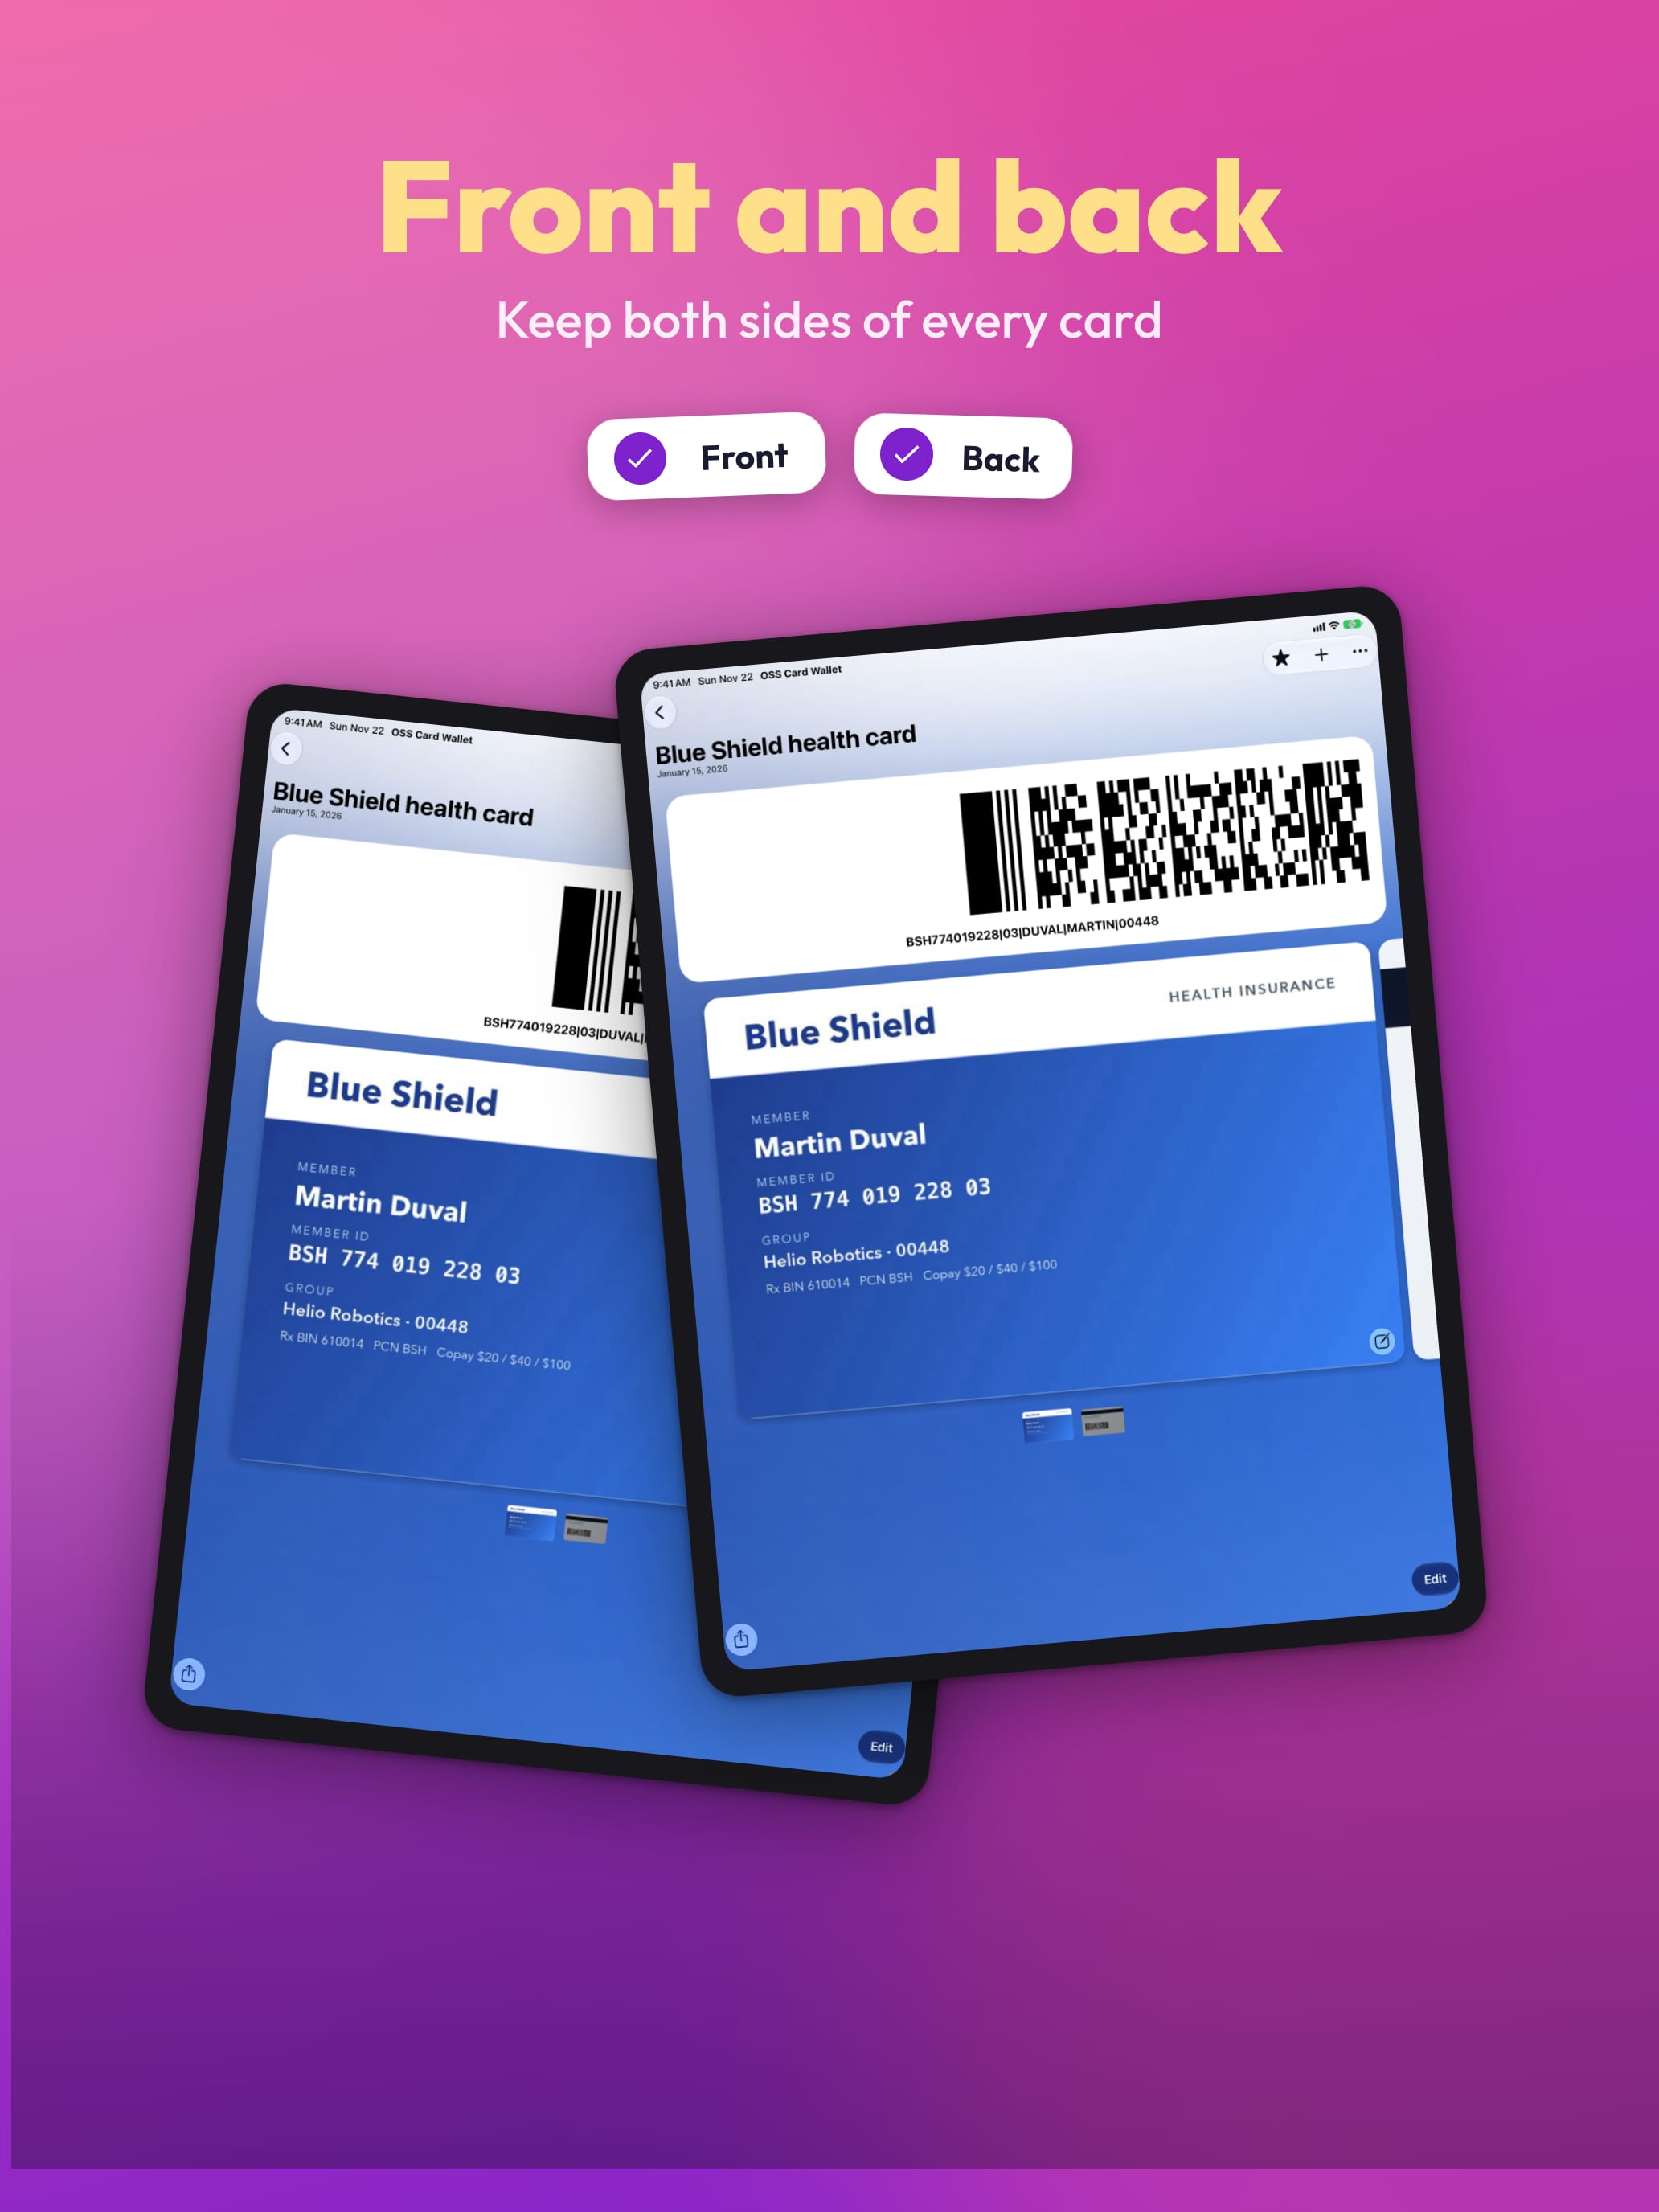 Front and back
Keep both sides of every card
Front
Back
9:41 AM Sun Nov 22 OSS Card Wallet
Blue Shield health card
January 15, 2026
BSH774019228|03|DUVAL|
Blue Shield
MEMBER
Martin Duval
MEMBER ID
BSH 774 019 228 03
GROUP
Helio Robotics · 00448
Rx BIN 610014 PCN BSH Copay $20 / $40 / $100
Edit
9:41 AM Sun Nov 22 OSS Card Wallet
Blue Shield health card
January 15, 2026
BSH774019228|03|DUVAL|MARTIN|00448
Blue Shield
HEALTH INSURANCE
MEMBER
Martin Duval
MEMBER ID
BSH 774 019 228 03
GROUP
Helio Robotics · 00448
Rx BIN 610014 PCN BSH Copay $20 / $40 / $100
Edit